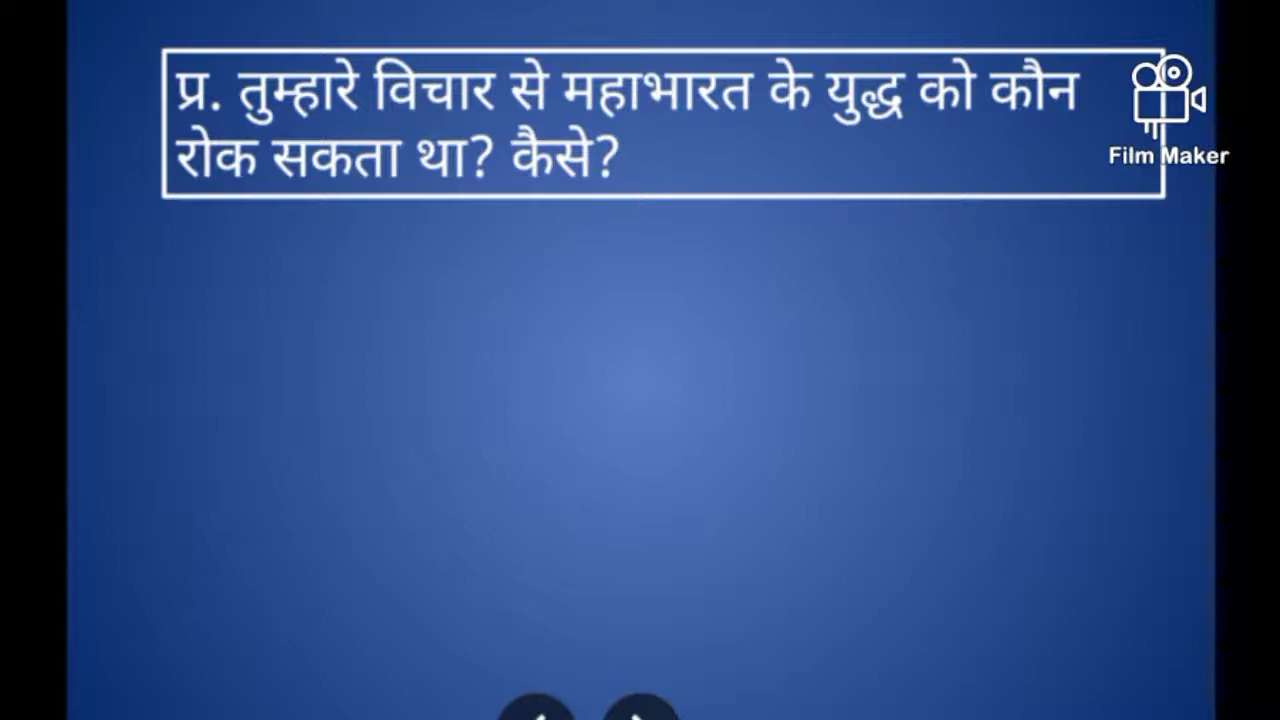 प्र. तुम्हारे विचार से महाभारत के युद्ध को कौन
रोक सकता था? कैसे?
Film Maker